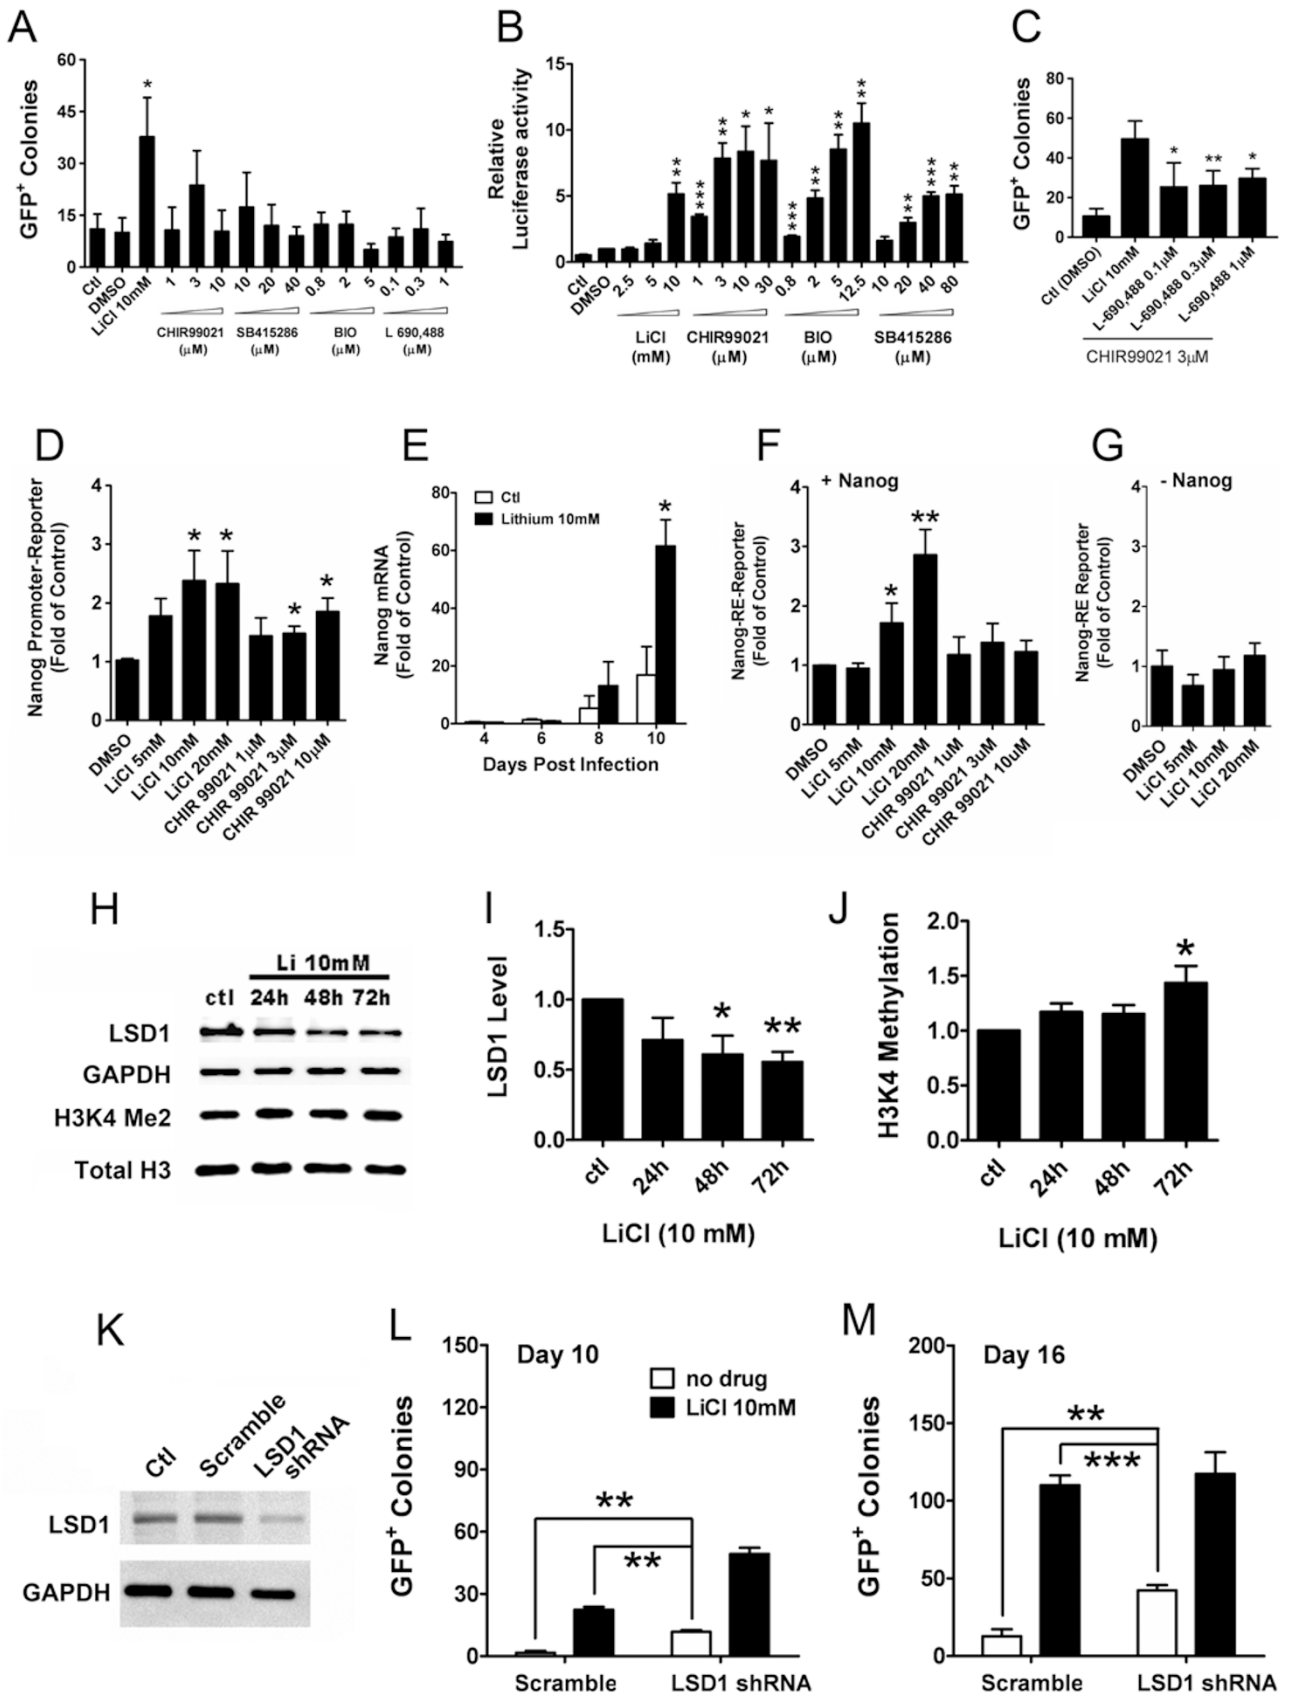 A
GFP+ Colonies
60
45
30
15
0
*
Ctl
DMSO
LiCl 10mM
1
3
10
10
20
40
0.8
2
5
0.1
0.3
1
CHIR99021
(μM)
SB415286
(μM)
BIO
(μM)
L 690,488
(μM)
B
Relative
Luciferase activity
15
10
5
0
**
***
**
*
*
***
**
**
**
**
***
**
Ctl
DMSO
2.5
5
10
1
3
10
30
0.8
2
5
12.5
10
20
40
80
LiCl
(mM)
CHIR99021
(μM)
BIO
(μM)
SB415286
(μM)
C
GFP+ Colonies
80
60
40
20
0
*
**
*
Ctl (DMSO)
LiCl 10mM
L-690,488 0.1μM
L-690,488 0.3μM
L-690,488 1μM
CHIR99021 3μM
D
Nanog Promoter-Reporter
(Fold of Control)
4
3
2
1
0
*
*
*
*
DMSO
LiCl 5mM
LiCl 10mM
LiCl 20mM
CHIR 99021 1μM
CHIR 99021 3μM
CHIR 99021 10μM
E
Nanog mRNA
(Fold of Control)
80
60
40
20
0
Ctl
Lithium 10mM
*
4
6
8
10
Days Post Infection
F
+ Nanog
Nanog-RE-Reporter
(Fold of Control)
4
3
2
1
0
*
**
DMSO
LiCl 5mM
LiCl 10mM
LiCl 20mM
CHIR 99021 1uM
CHIR 99021 3uM
CHIR 99021 10uM
G
- Nanog
Nanog-RE Reporter
(Fold of Control)
4
3
2
1
0
DMSO
LiCl 5mM
LiCl 10mM
LiCl 20mM
H
Li 10mM
ctl 24h 48h 72h
LSD1
GAPDH
H3K4 Me2
Total H3
I
LSD1 Level
1.5
1.0
0.5
0.0
*
**
ctl
24h
48h
72h
LiCl (10 mM)
J
H3K4 Methylation
2.0
1.5
1.0
0.5
0.0
*
ctl
24h
48h
72h
LiCl (10 mM)
K
Ctl
Scramble
LSD1
shRNA
LSD1
GAPDH
L
Day 10
GFP+ Colonies
150
120
90
60
30
0
no drug
LiCl 10mM
**
**
Scramble
LSD1 shRNA
M
Day 16
GFP+ Colonies
200
150
100
50
0
**
***
Scramble
LSD1 shRNA